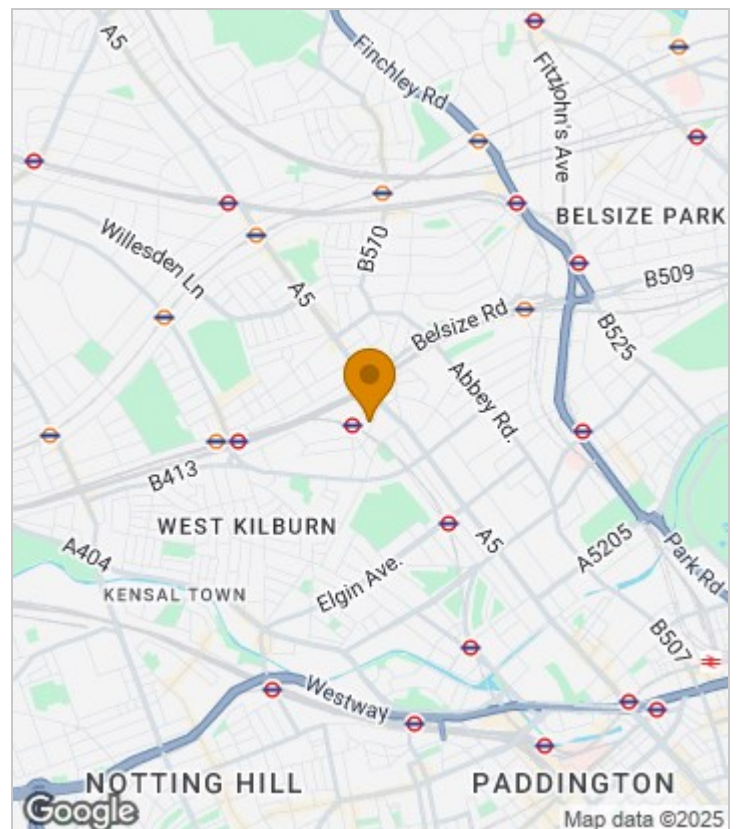 A5
Finchley Rd
Fitzjohn's Ave
BELSIZE PARK
Willesden Ln
B510
A5
B509
Belsize Rd
B525
Abbey Rd.
B413
WEST KILBURN
A5
A404
A5205
Park Rd
Elgin Ave.
KENSAL TOWN
B507
Westway
NOTTING HILL
PADDINGTON
Google
Map data ©2025